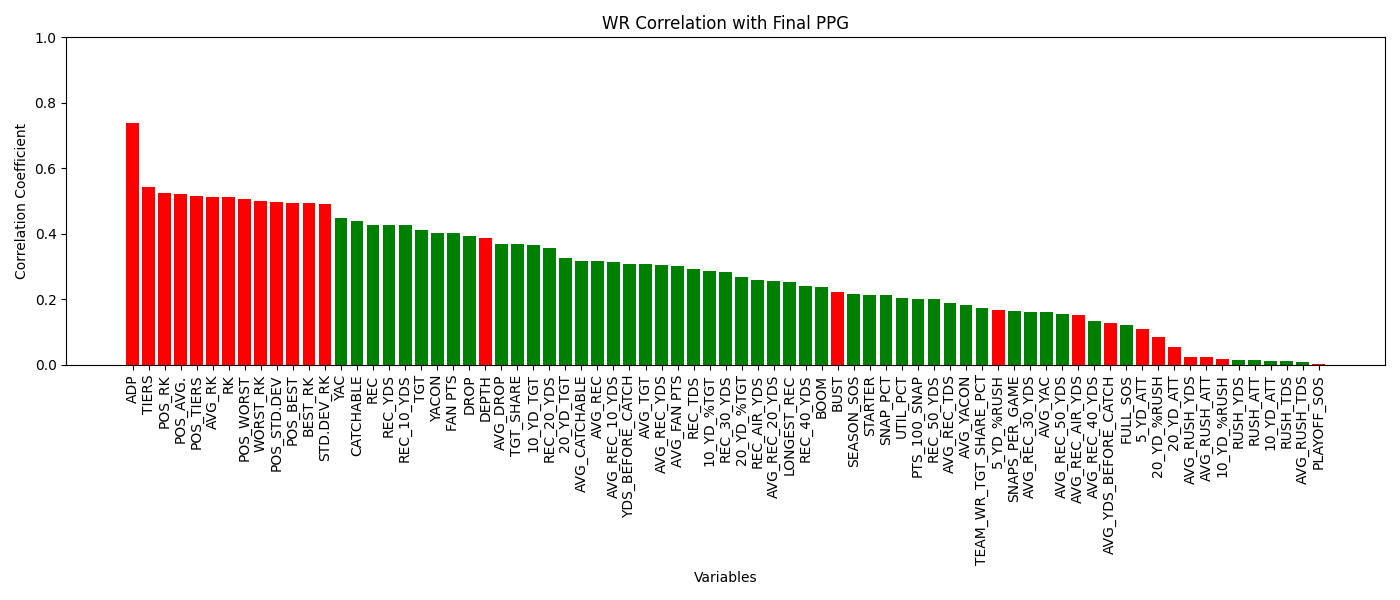 WR Correlation with Final PPG
Correlation Coefficient
1.0
0.8
0.6
0.4
0.2
0.0
ADP
TIERS
POS_RK
POS_AVG.
POS_TIERS
AVG_RK
RK
POS_WORST
WORST_RK
POS_STD.DEV
POS_BEST
BEST_RK
STD.DEV_RK
YAC
CATCHABLE
REC
REC_YDS
REC_10_YDS
TGT
YACON
FAN PTS
DROP
DEPTH
AVG_DROP
TGT_SHARE
10_YD_TGT
REC_20_YDS
20_YD_TGT
AVG_CATCHABLE
AVG_REC
AVG_REC_10_YDS
YDS_BEFORE_CATCH
AVG_TGT
AVG_REC_YDS
AVG_FAN PTS
REC_TDS
10_YD_%TGT
REC_30_YDS
20_YD_%TGT
REC_AIR_YDS
AVG_REC_20_YDS
LONGEST_REC
REC_40_YDS
BOOM
BUST
SEASON_SOS
STARTER
SNAP_PCT
UTIL_PCT
PTS_100_SNAP
REC_50_YDS
AVG_REC_TDS
AVG_YACON
TEAM_WR_TGT_SHARE_PCT
5_YD_%RUSH
SNAPS_PER_GAME
AVG_REC_30_YDS
AVG_YAC
AVG_REC_50_YDS
AVG_REC_AIR_YDS
AVG_REC_40_YDS
AVG_YDS_BEFORE_CATCH
FULL_SOS
5_YD_ATT
20_YD_%RUSH
20_YD_ATT
AVG_RUSH_YDS
AVG_RUSH_ATT
10_YD_%RUSH
RUSH_YDS
RUSH_ATT
10_YD_ATT
RUSH_TDS
AVG_RUSH_TDS
PLAYOFF_SOS
Variables